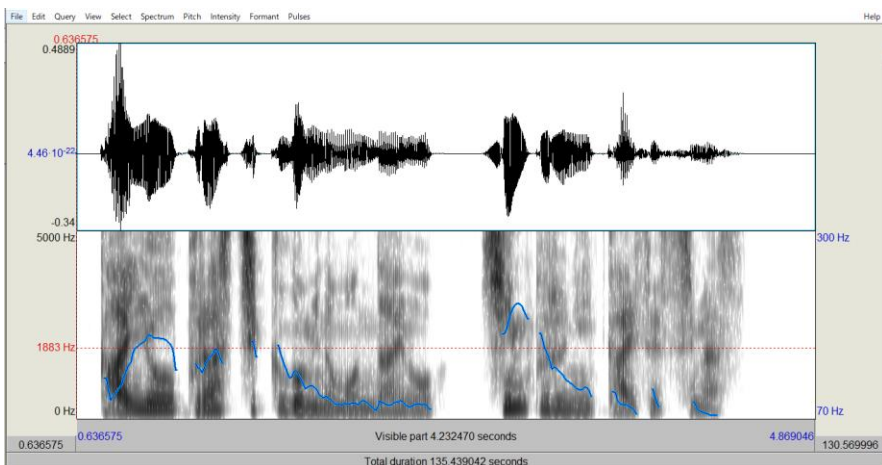 File Edit Query View Select Spectrum Pitch Intensity Formant Pulses Help
0.636575
0.4889
4.46·10-22
-0.34
5000 Hz 300 Hz
1883 Hz
0 Hz 70 Hz
0.636575 0.636575 Visible part 4.232470 seconds 4.869046 130.569996
Total duration 135.439042 seconds